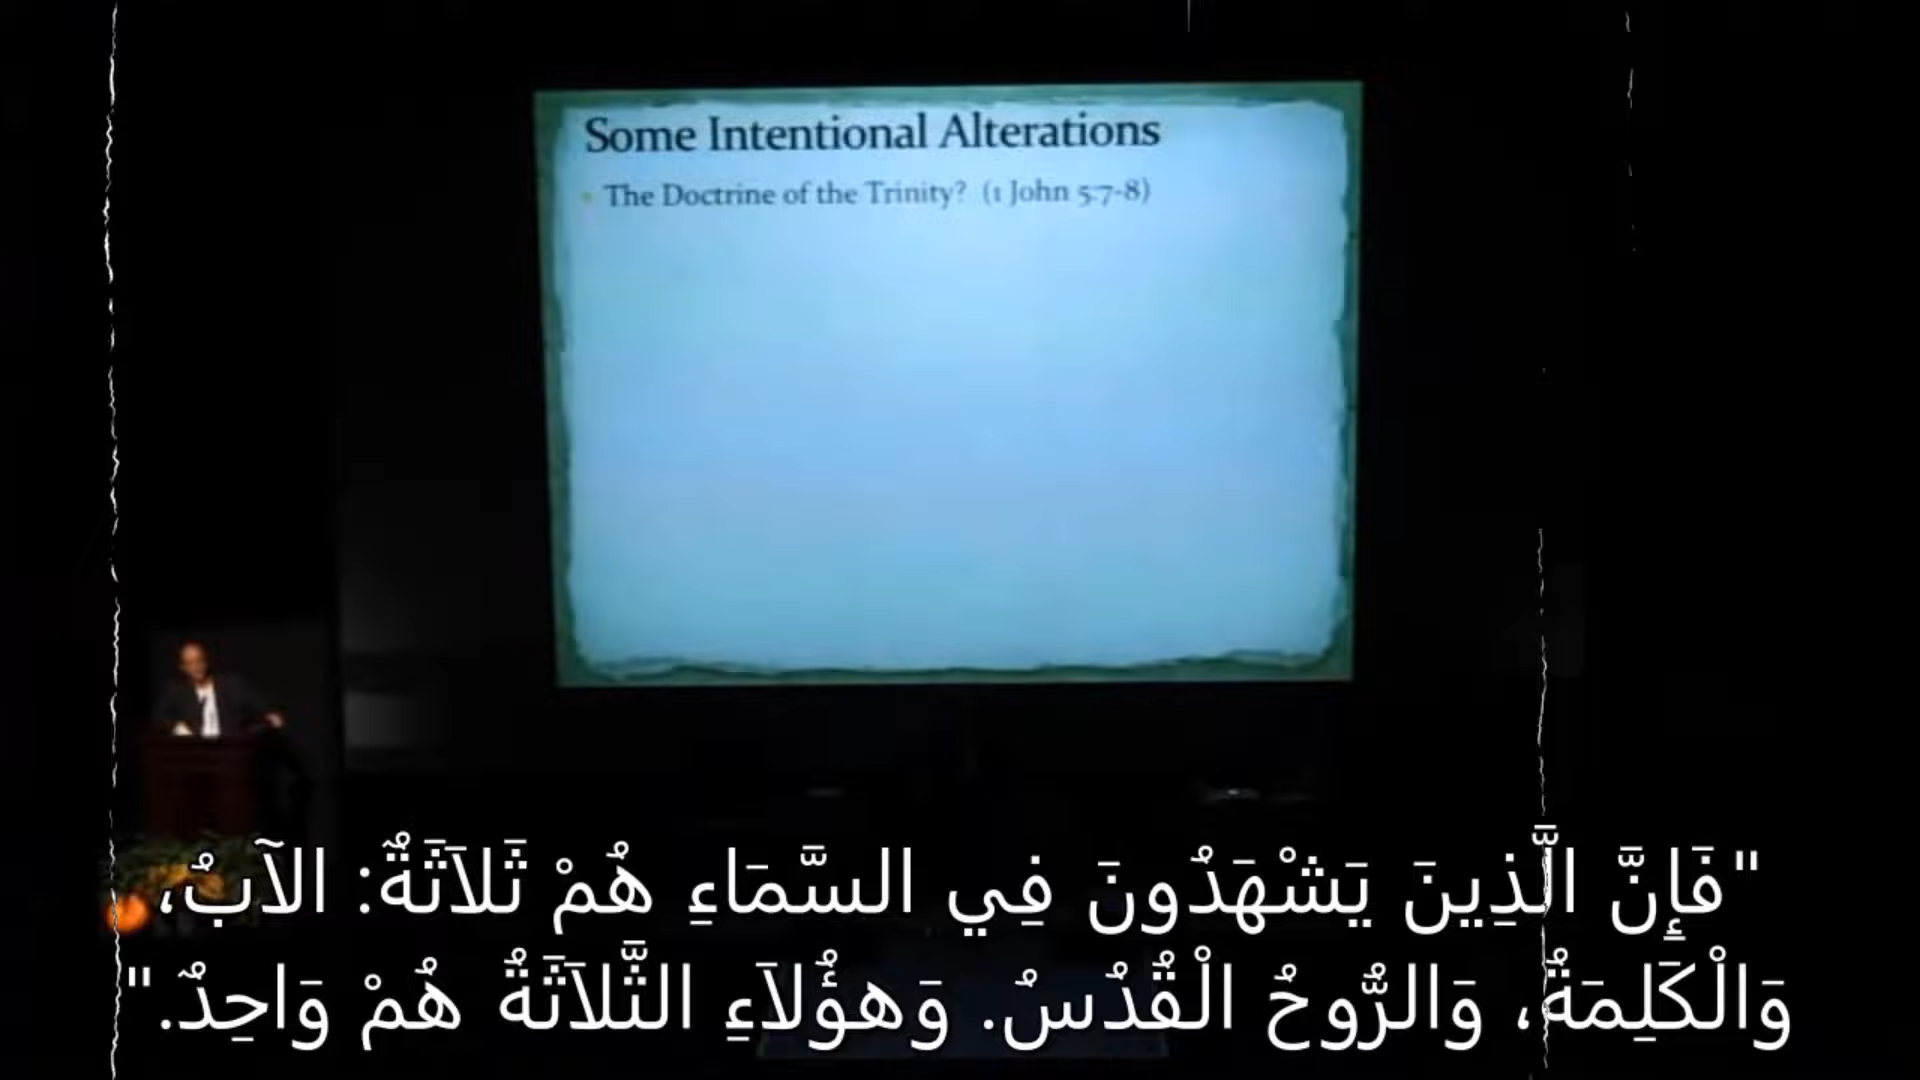 Some Intentional Alterations
The Doctrine of the Trinity? (1 John 5:7-8)
"فَإِنَّ الَّذِينَ يَشْهَدُونَ فِي السَّمَاءِ هُمْ ثَلاَثَةٌ: الآبُ،
وَالْكَلِمَةُ، وَالرُّوحُ الْقُدُسُ. وَهؤُلاَءِ الثَّلاَثَةُ هُمْ وَاحِدٌ."